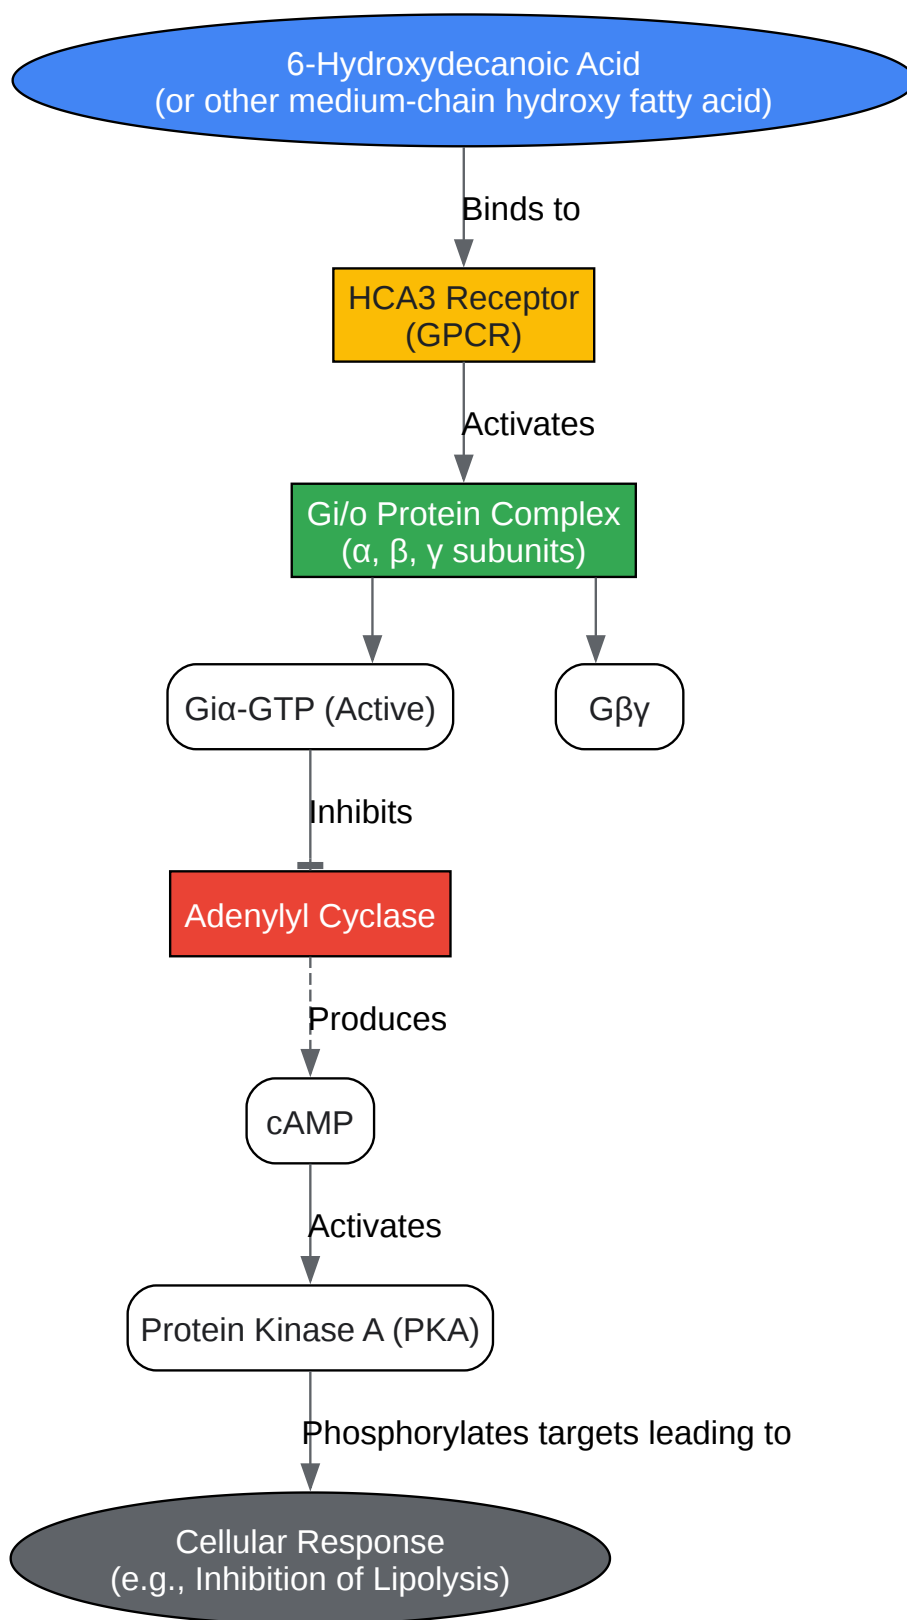 6-Hydroxydecanoic Acid
(or other medium-chain hydroxy fatty acid)
Binds to
HCA3 Receptor
(GPCR)
Activates
Gi/o Protein Complex
(α, β, γ subunits)
Giα-GTP (Active)
Gβγ
Inhibits
Adenylyl Cyclase
Produces
cAMP
Activates
Protein Kinase A (PKA)
Phosphorylates targets leading to
Cellular Response
(e.g., Inhibition of Lipolysis)